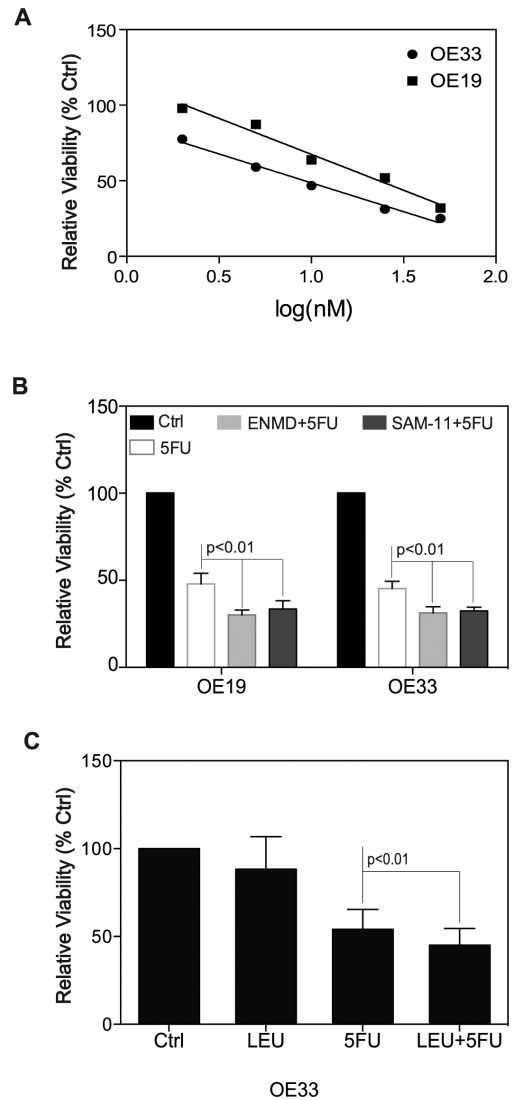 A
Relative Viability (% Ctrl)
150
100
50
0
OE33
OE19
0.0 0.5 1.0 1.5 2.0
log(nM)
B
Relative Viability (% Ctrl)
150
100
50
0
Ctrl ENMD+5FU SAM-11+5FU
5FU
p<0.01 p<0.01
OE19 OE33
C
Relative Viability (% Ctrl)
150
100
50
0
p<0.01
Ctrl LEU 5FU LEU+5FU
OE33